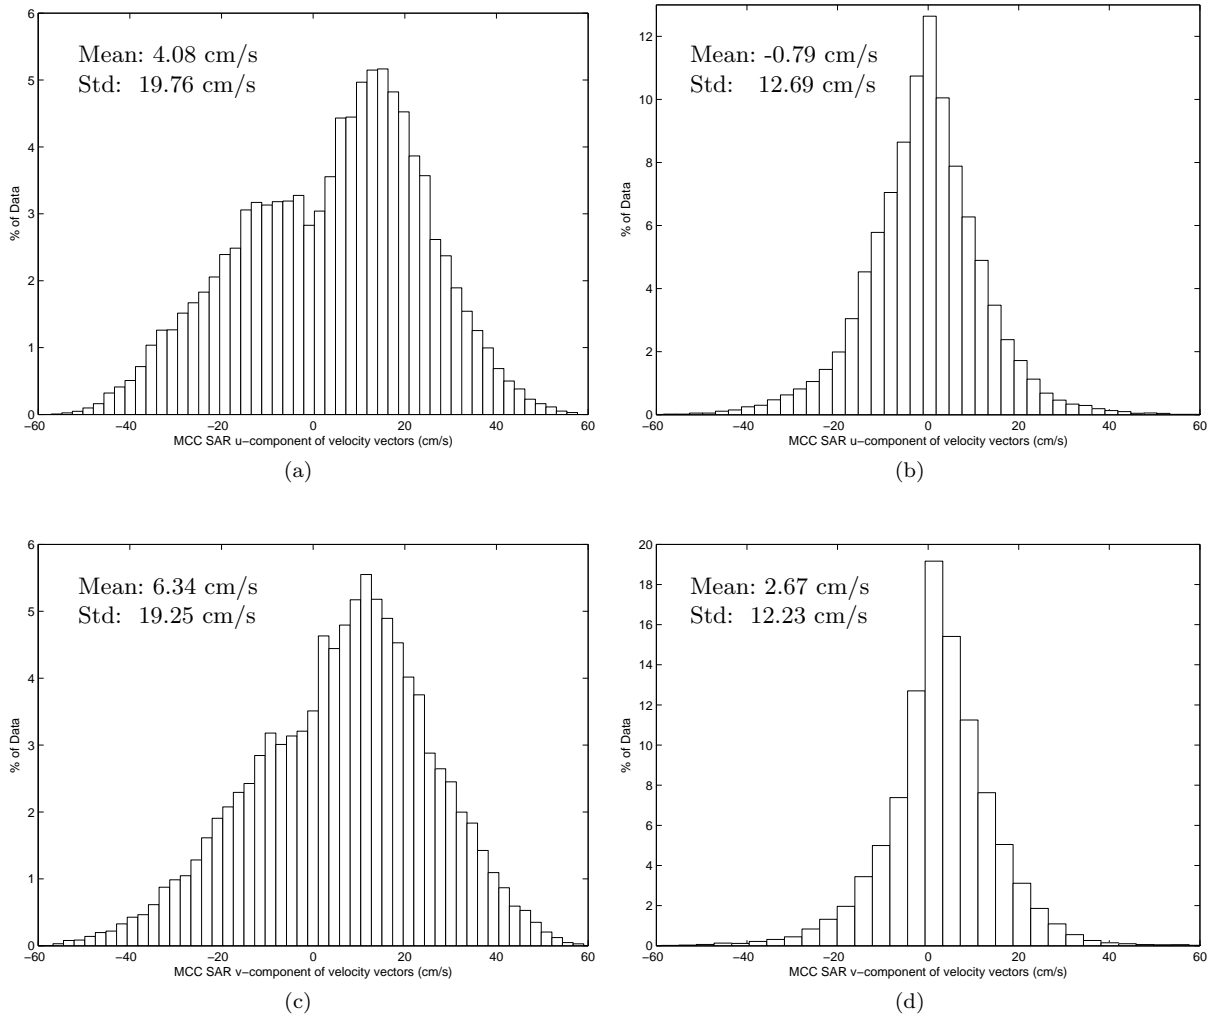 Mean: 4.08 cm/s
Std: 19.76 cm/s
% of Data
6
5
4
3
2
1
0
−60 −40 −20 0 20 40 60
MCC SAR u−component of velocity vectors (cm/s)
(a)
Mean: -0.79 cm/s
Std: 12.69 cm/s
% of Data
12
10
8
6
4
2
0
−60 −40 −20 0 20 40 60
MCC SAR u−component of velocity vectors (cm/s)
(b)
Mean: 6.34 cm/s
Std: 19.25 cm/s
% of Data
6
5
4
3
2
1
0
−60 −40 −20 0 20 40 60
MCC SAR v−component of velocity vectors (cm/s)
(c)
Mean: 2.67 cm/s
Std: 12.23 cm/s
% of Data
20
18
16
14
12
10
8
6
4
2
0
−60 −40 −20 0 20 40 60
MCC SAR v−component of velocity vectors (cm/s)
(d)